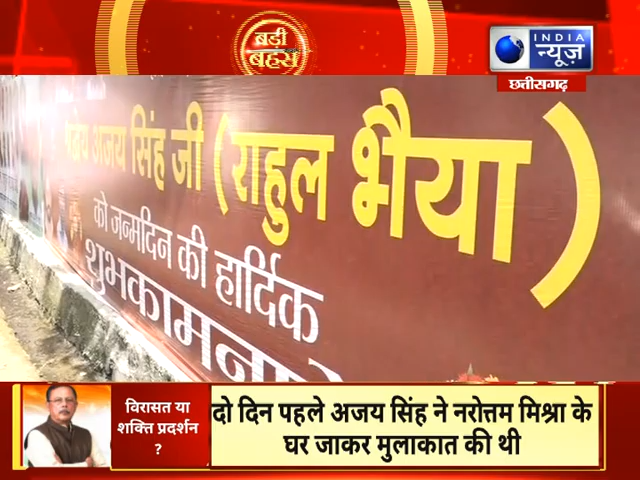 बड़ी
बहस
INDIA
न्यूज़
छत्तीसगढ़
अजय सिंह जी (राहुल भैया)
को जन्मदिन की हार्दिक
विरासत या
शक्ति प्रदर्शन
?
दो दिन पहले अजय सिंह ने नरोत्तम मिश्रा के
घर जाकर मुलाकात की थी